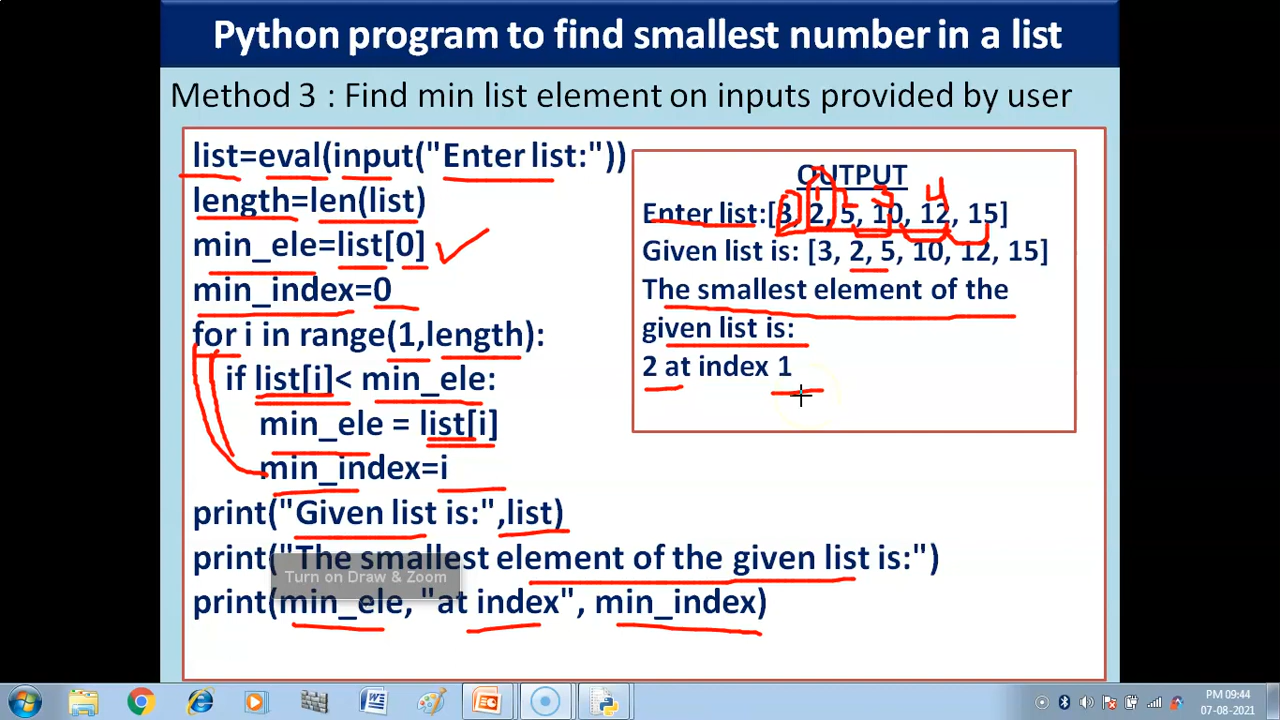 Python program to find smallest number in a list
Method 3 : Find min list element on inputs provided by user
list=eval(input("Enter list:"))
length=len(list)
min_ele=list[0]
min_index=0
for i in range(1,length):
if list[i]< min_ele:
min_ele = list[i]
min_index=i
print("Given list is:",list)
print("The smallest element of the given list is:")
print(min_ele, "at index", min_index)
Turn on Draw & Zoom
OUTPUT
0 1 2 3 4
Enter list:[3, 2, 5, 10, 12, 15]
Given list is: [3, 2, 5, 10, 12, 15]
The smallest element of the
given list is:
2 at index 1
PM 09:44
07-08-2021